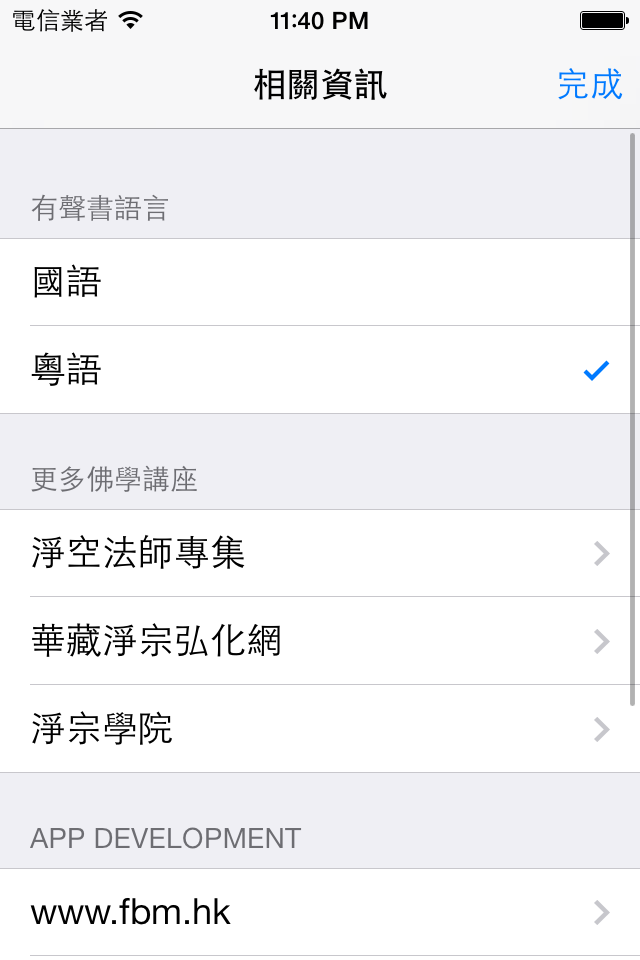 電信業者 11:40 PM
相關資訊 完成
有聲書語言
國語
粵語
更多佛學講座
淨空法師專集
華藏淨宗弘化網
淨宗學院
APP DEVELOPMENT
www.fbm.hk